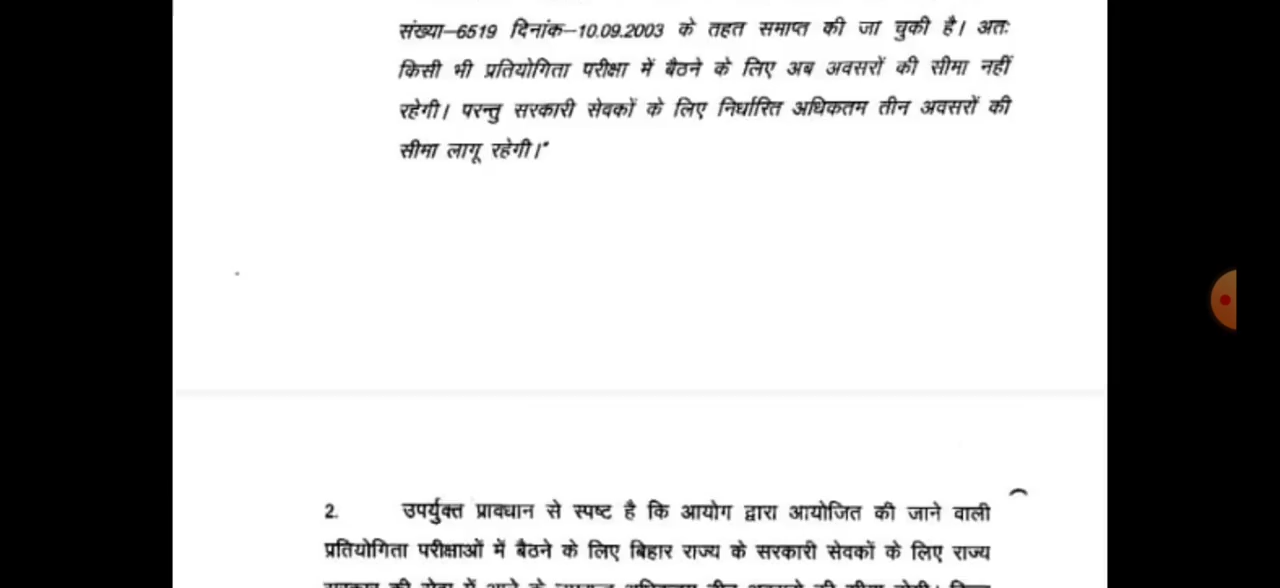 संख्या–6519 दिनांक–10.09.2003 के तहत समाप्त की जा चुकी है। अतः
किसी भी प्रतियोगिता परीक्षा में बैठने के लिए अब अवसरों की सीमा नहीं
रहेगी। परन्तु सरकारी सेवकों के लिए निर्धारित अधिकतम तीन अवसरों की
सीमा लागू रहेगी।"
2. उपर्युक्त प्रावधान से स्पष्ट है कि आयोग द्वारा आयोजित की जाने वाली
प्रतियोगिता परीक्षाओं में बैठने के लिए बिहार राज्य के सरकारी सेवकों के लिए राज्य